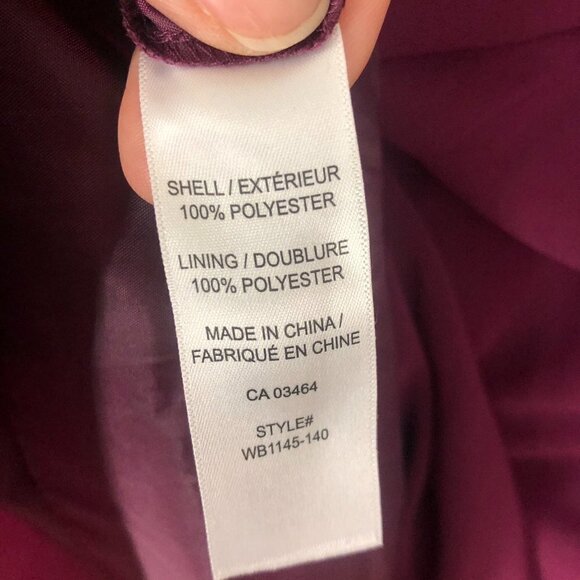 SHELL / EXTÉRIEUR
100% POLYESTER
LINING / DOUBLURE
100% POLYESTER
MADE IN CHINA /
FABRIQUÉ EN CHINE
CA 03464
STYLE#
WB1145-140